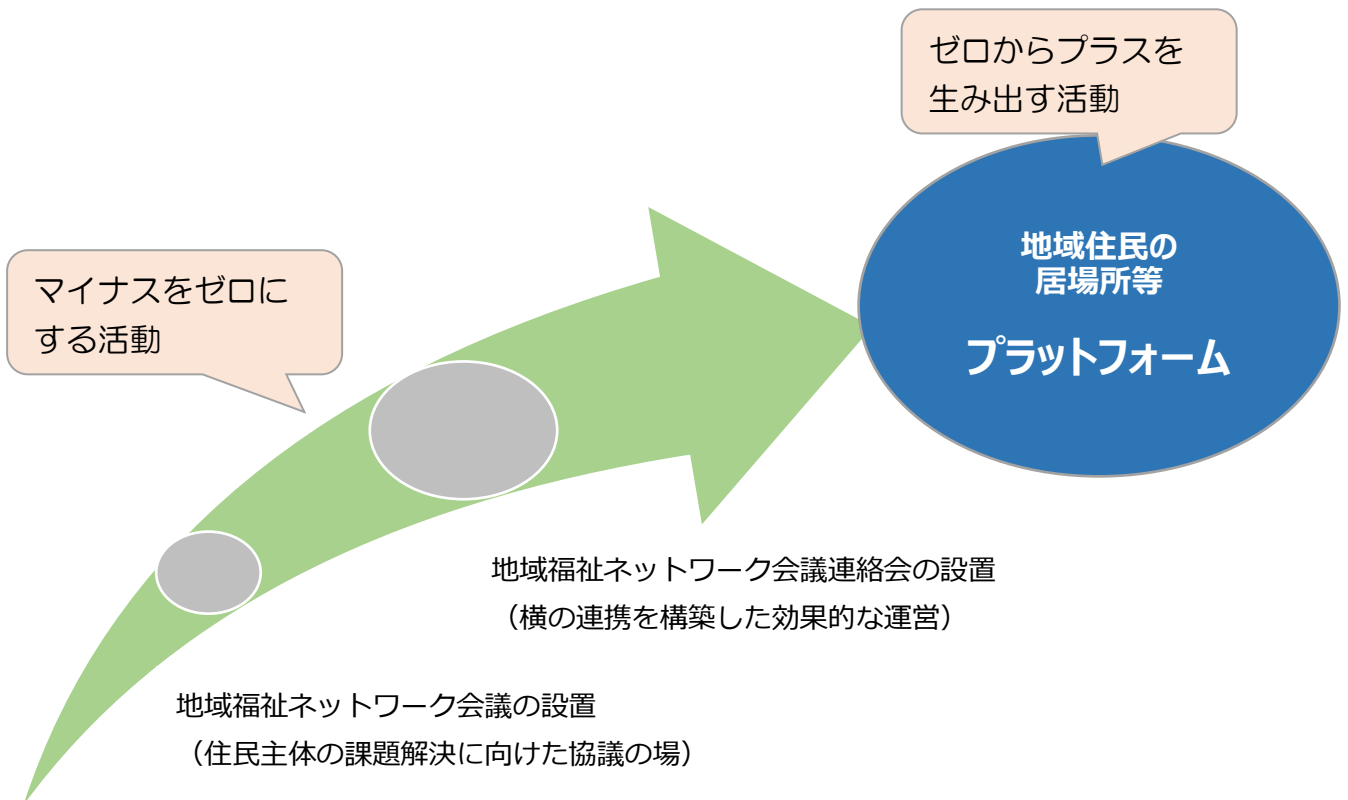 ゼロからプラスを
生み出す活動
地域住民の
居場所等
プラットフォーム
マイナスをゼロに
する活動
地域福祉ネットワーク会議連絡会の設置
（横の連携を構築した効果的な運営）
地域福祉ネットワーク会議の設置
（住民主体の課題解決に向けた協議の場）